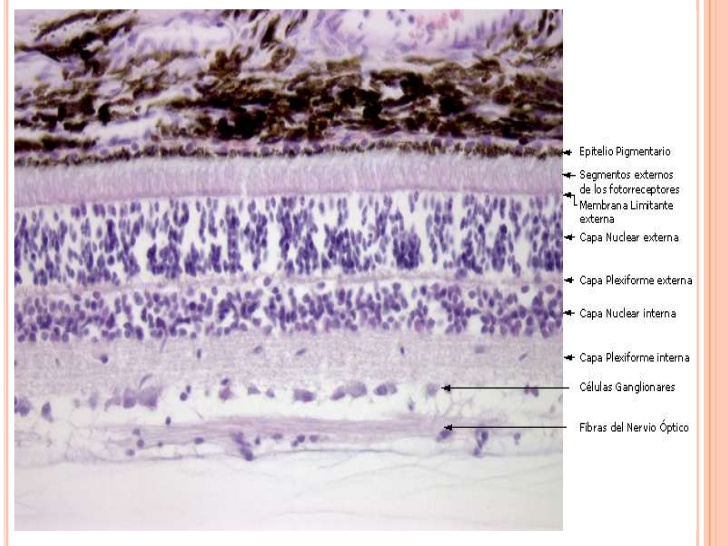 Epitelio Pigmentario
Segmentos externos
de los fotorreceptores
Membrana Limitante
externa
Capa Nuclear externa
Capa Plexiforme externa
Capa Nuclear interna
Capa Plexiforme interna
Células Ganglionares
Fibras del Nervio Óptico